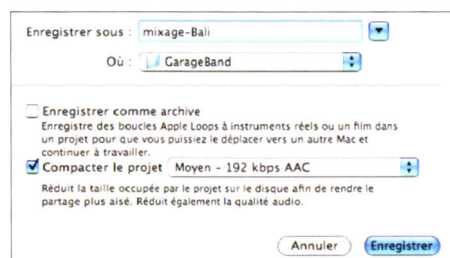 Enregistrer sous : mixage-Bali
Où : GarageBand
Enregistrer comme archive
Enregistre des boucles Apple Loops à instruments réels ou un film dans
un projet pour que vous puissiez le déplacer vers un autre Mac et
continuer à travailler.
Compacter le projet Moyen - 192 kbps AAC
Réduit la taille occupée par le projet sur le disque afin de rendre le
partage plus aisé. Réduit également la qualité audio.
Annuler Enregistrer